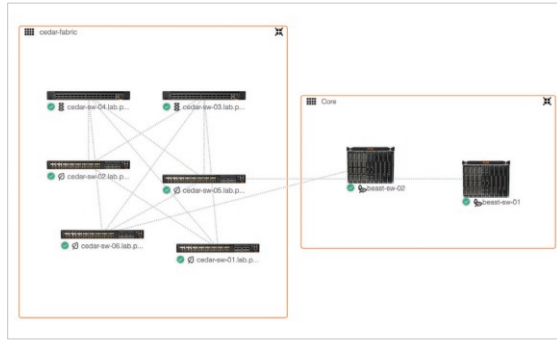 cedar-fabric
Core
cedar-sw-04.lab.p...
cedar-sw-03.lab.p...
cedar-sw-02.lab.p...
cedar-sw-05.lab.p...
beast-sw-02
beast-sw-01
cedar-sw-06.lab.p...
cedar-sw-01.lab.p...